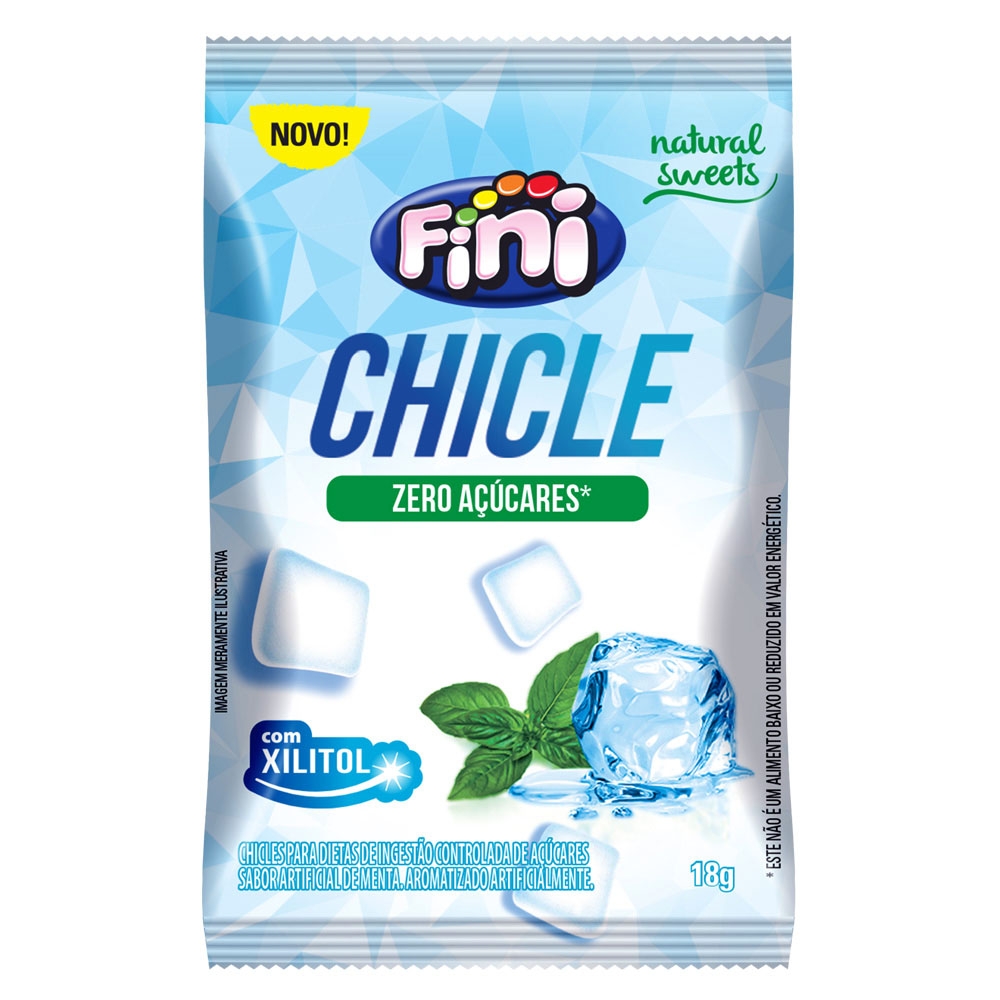 NOVO!
natural
sweets
Fini
CHICLE
ZERO AÇÚCARES*
IMAGEM MERAMENTE ILUSTRATIVA
* ESTE NÃO É UM ALIMENTO BAIXO OU REDUZIDO EM VALOR ENERGÉTICO.
com
XILITOL
CHICLES PARA DIETAS DE INGESTÃO CONTROLADA DE AÇÚCARES
SABOR ARTIFICIAL DE MENTA. AROMATIZADO ARTIFICIALMENTE.
18g